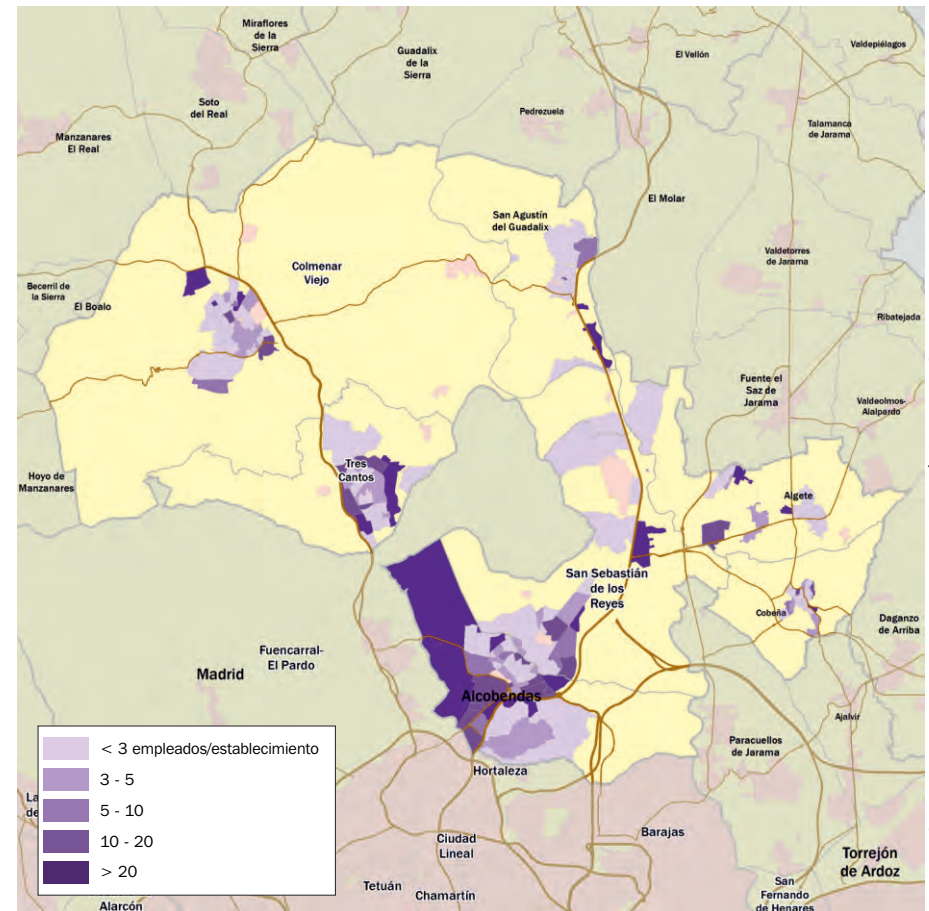 Miraflores
de la
Sierra
Guadalix
de la
Sierra
El Vellón
Valdepiélagos
Soto
del Real
Pedrezuela
Talamanca
de Jarama
Manzanares
El Real
El Molar
San Agustín
del Guadalix
Valdetorres
de Jarama
Colmenar
Viejo
Becerril de
la Sierra
El Boalo
Ribatejada
Fuente el
Saz de
Jarama
Valdeolmos-
Alalpardo
Tres
Cantos
Hoyo de
Manzanares
Algete
San Sebastián
de los
Reyes
Cobeña
Daganzo
de Arriba
Fuencarral-
El Pardo
Madrid
Alcobendas
Ajalvir
Paracuellos
de Jarama
Hortaleza
< 3 empleados/establecimiento
3 - 5
5 - 10
10 - 20
> 20
La
de
Barajas
Ciudad
Lineal
Torrejón
de Ardoz
Tetuán
Chamartín
San
Fernando
de Henares
Alarcón